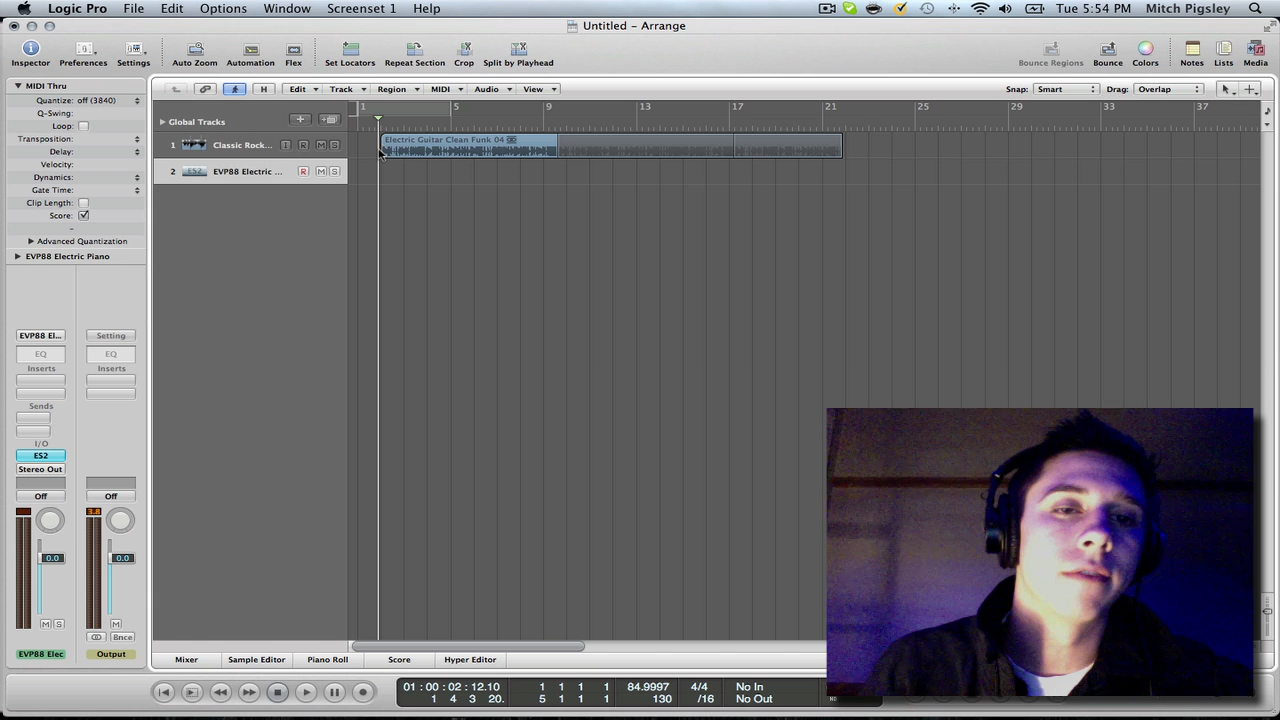 Logic Pro File Edit Options Window Screenset 1 Help Tue 5:54 PM Mitch Pigsley
Untitled – Arrange
Inspector Preferences Settings Auto Zoom Automation Flex Set Locators Repeat Section Crop Split by Playhead Bounce Regions Bounce Colors Notes Lists Media
MIDI Thru
H Edit Track Region MIDI Audio View Snap: Smart Drag: Overlap
Quantize: off (3840)
Q-Swing:
Loop:
Transposition:
Delay:
Velocity:
Dynamics:
Gate Time:
Clip Length:
Score:
-
Advanced Quantization
EVP88 Electric Piano
1 5 9 13 17 21 25 29 33 37
Global Tracks
1 Classic Rock... I R M S
Electric Guitar Clean Funk 04
2 ES2 EVP88 Electric ... R M S
EVP88 El... Setting
EQ EQ
Inserts Inserts
Sends
I/O
ES2
Stereo Out
Off Off
3.8
0.0 0.0
M S M
Bnce
EVP88 Elec Output
Mixer Sample Editor Piano Roll Score Hyper Editor
01 : 00 : 02 : 12.10 1 1 1 1 84.9997 4/4 No In
1 4 3 20. 5 1 1 1 130 /16 No Out